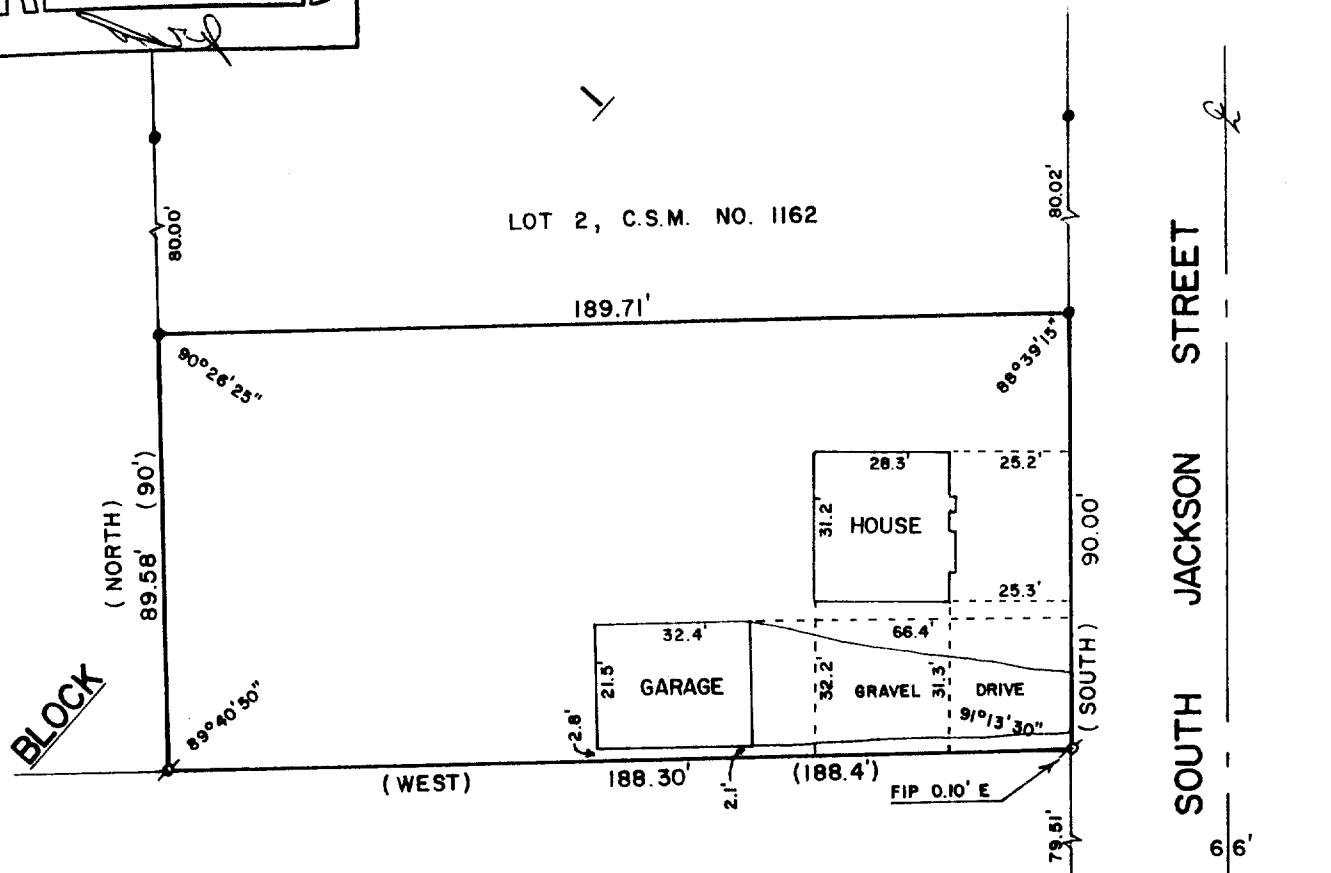 1
80.00'
80.02'
LOT 2, C.S.M. NO. 1162
189.71'
90°26'25"
88°39'15"
(NORTH)
89.58' (90')
28.3'
25.2'
31.2'
HOUSE
90.00'
25.3'
32.4'
66.4'
21.5'
GARAGE
32.2'
GRAVEL
31.3'
DRIVE
91°13'30"
(SOUTH)
SOUTH JACKSON STREET
BLOCK
89°40'50"
2.8'
(WEST)
188.30'
2.1'
(188.4')
FIP 0.10' E
79.51'
66'